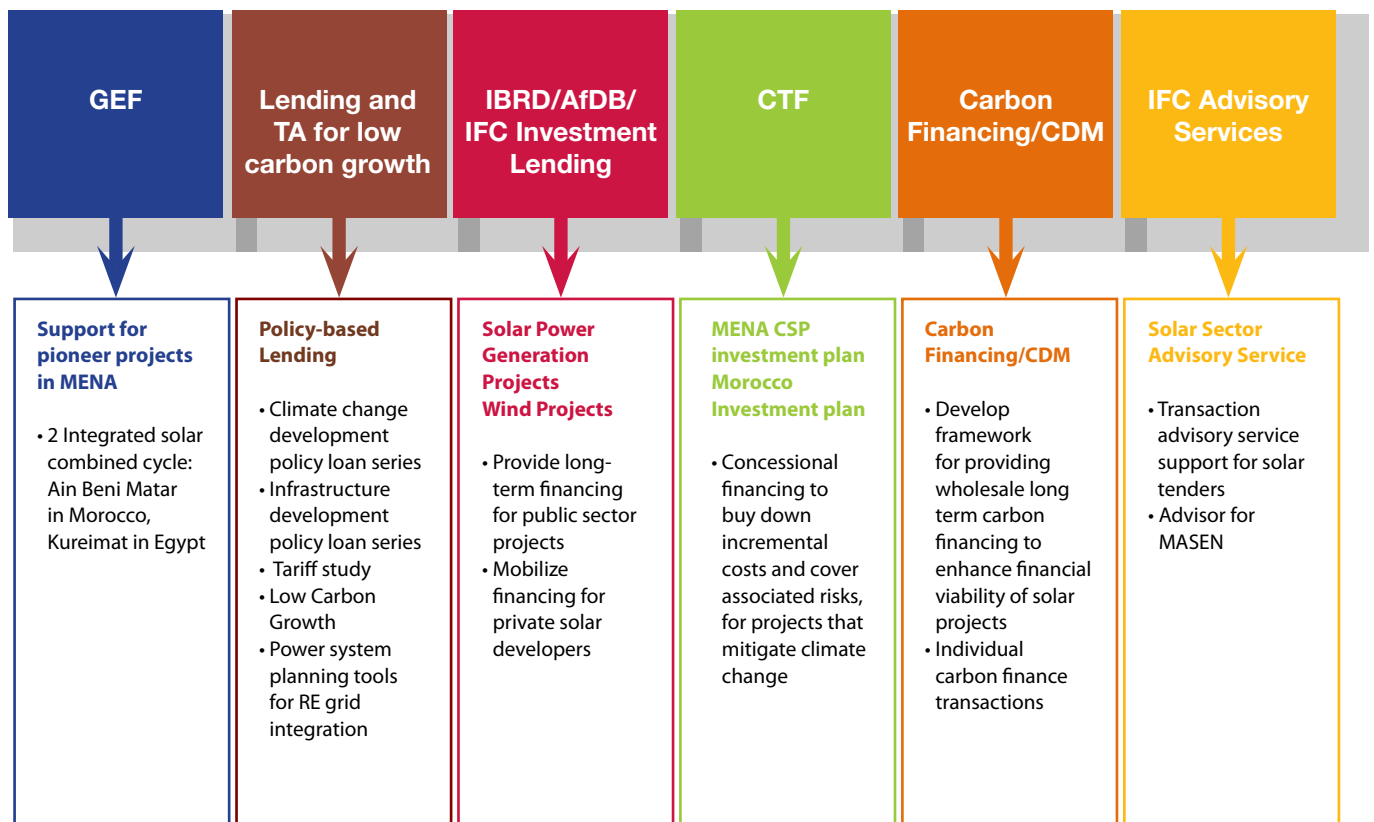 GEF
Lending and
TA for low
carbon growth
IBRD/AfDB/
IFC Investment
Lending
CTF
Carbon
Financing/CDM
IFC Advisory
Services
Support for
pioneer projects
in MENA
• 2 Integrated solar
combined cycle:
Ain Beni Matar
in Morocco,
Kureimat in Egypt
Policy-based
Lending
• Climate change
development
policy loan series
• Infrastructure
development
policy loan series
• Tariff study
• Low Carbon
Growth
• Power system
planning tools
for RE grid
integration
Solar Power
Generation
Projects
Wind Projects
• Provide long-
term financing
for public sector
projects
• Mobilize
financing for
private solar
developers
MENA CSP
investment plan
Morocco
Investment plan
• Concessional
financing to
buy down
incremental
costs and cover
associated risks,
for projects that
mitigate climate
change
Carbon
Financing/CDM
• Develop
framework
for providing
wholesale long
term carbon
financing to
enhance financial
viability of solar
projects
• Individual
carbon finance
transactions
Solar Sector
Advisory Service
• Transaction
advisory service
support for solar
tenders
• Advisor for
MASEN